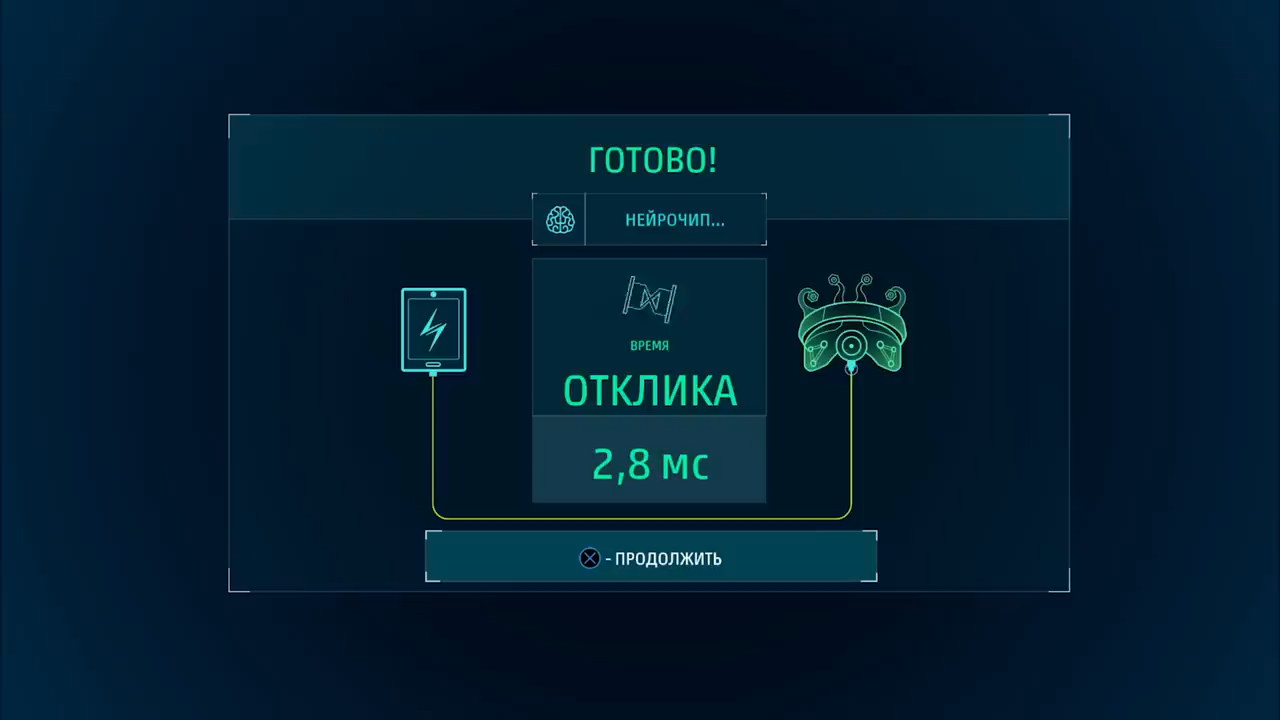 ГОТОВО!
НЕЙРОЧИП...
ВРЕМЯ
ОТКЛИКА
2,8 мс
- ПРОДОЛЖИТЬ